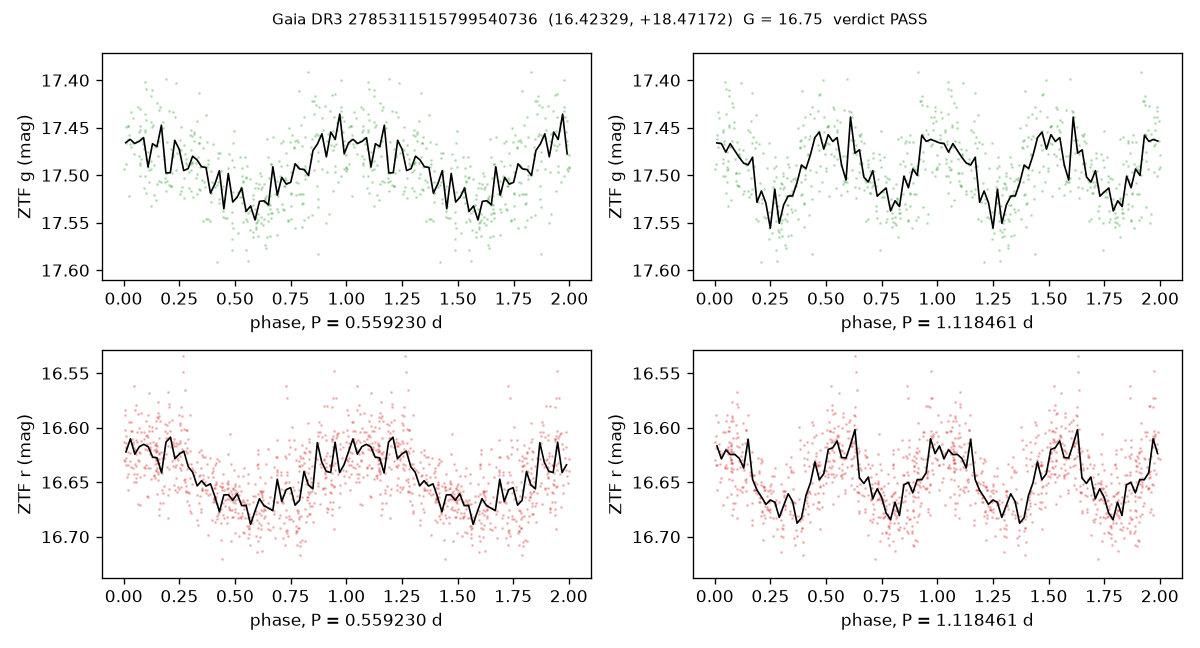 Gaia DR3 2785311515799540736  (16.42329, +18.47172)  G = 16.75  verdict PASS
ZTF g (mag)
17.40
17.45
17.50
17.55
17.60
0.00 0.25 0.50 0.75 1.00 1.25 1.50 1.75 2.00
phase, P = 0.559230 d
ZTF g (mag)
17.40
17.45
17.50
17.55
17.60
0.00 0.25 0.50 0.75 1.00 1.25 1.50 1.75 2.00
phase, P = 1.118461 d
ZTF r (mag)
16.55
16.60
16.65
16.70
0.00 0.25 0.50 0.75 1.00 1.25 1.50 1.75 2.00
phase, P = 0.559230 d
ZTF r (mag)
16.55
16.60
16.65
16.70
0.00 0.25 0.50 0.75 1.00 1.25 1.50 1.75 2.00
phase, P = 1.118461 d